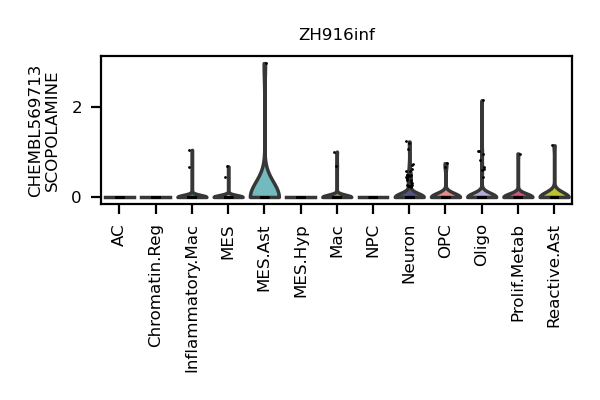 ZH916inf
CHEMBL569713
SCOPOLAMINE
2
0
AC
Chromatin.Reg
Inflammatory.Mac
MES
MES.Ast
MES.Hyp
Mac
NPC
Neuron
OPC
Oligo
Prolif.Metab
Reactive.Ast